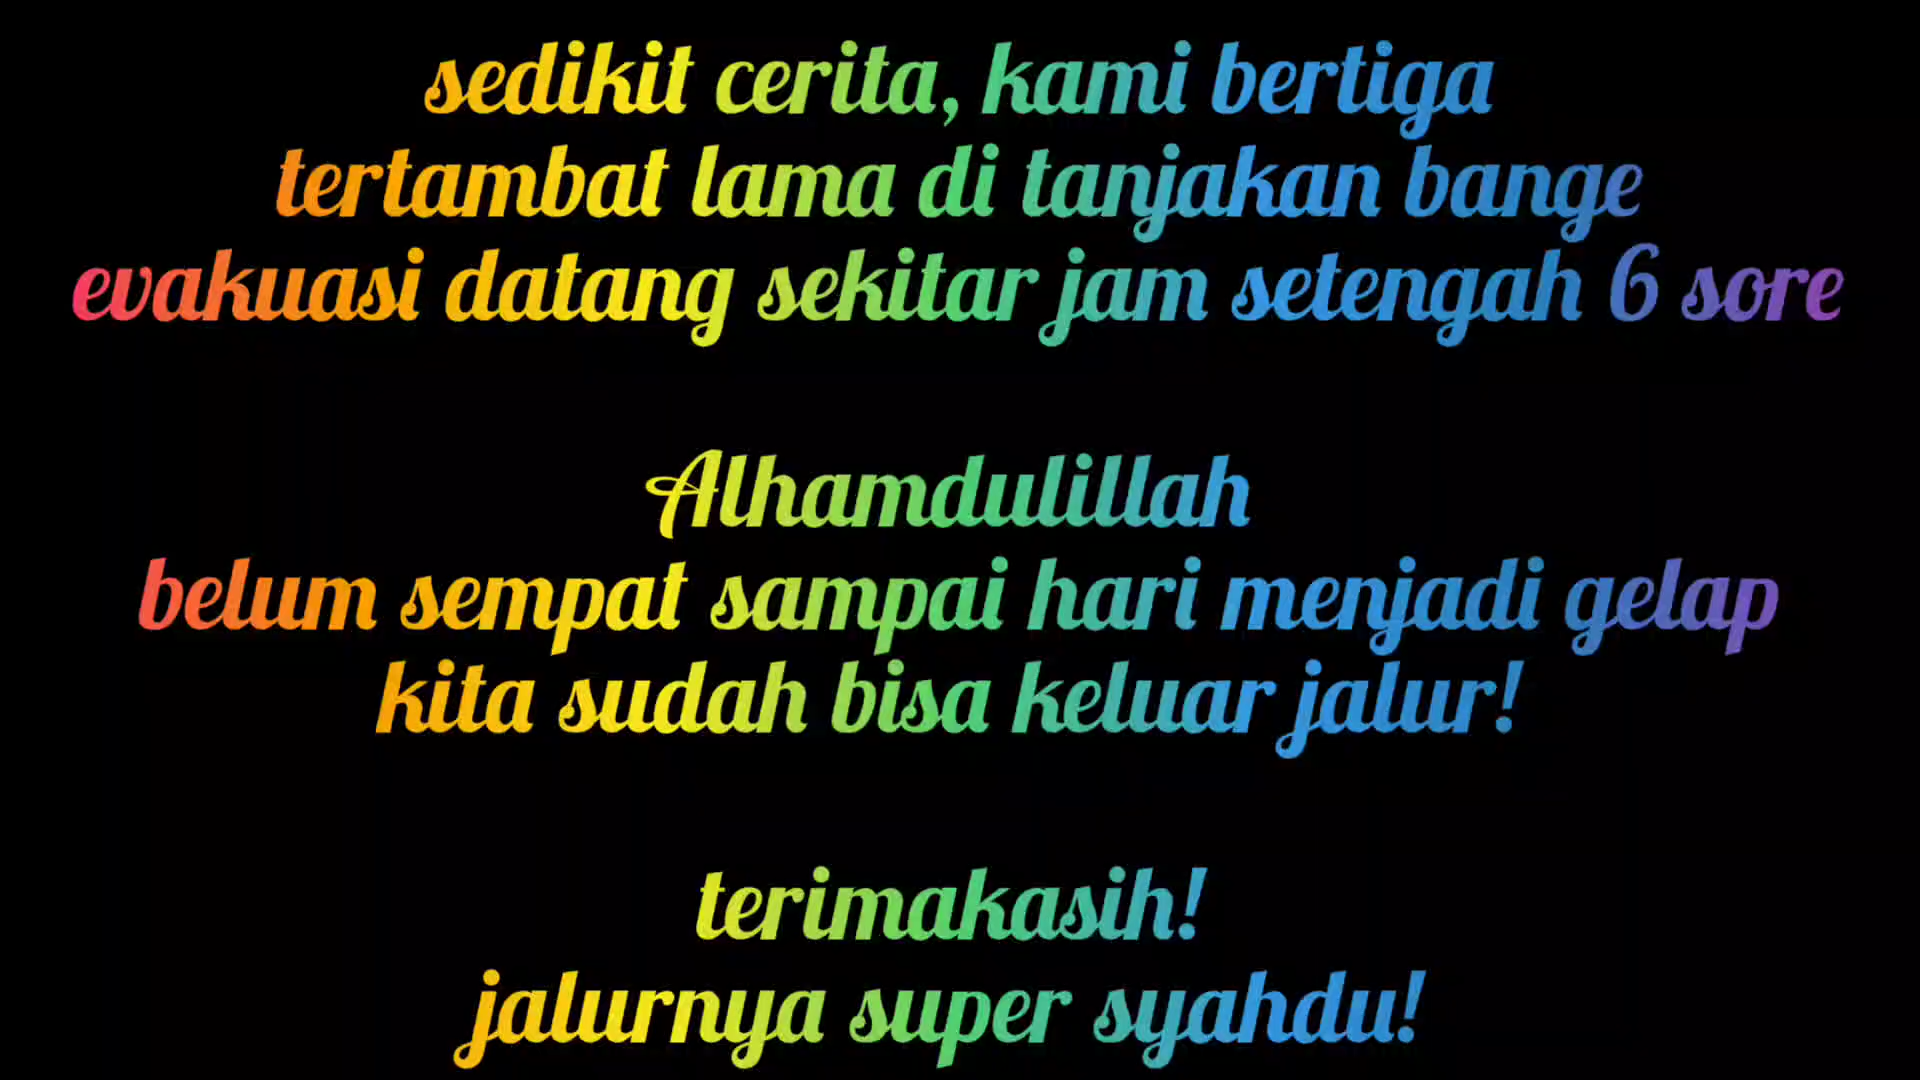 sedikit cerita, kami bertiga
tertambat lama di tanjakan bange
evakuasi datang sekitar jam setengah 6 sore
Alhamdulillah
belum sempat sampai hari menjadi gelap
kita sudah bisa keluar jalur!
terimakasih!
jalurnya super syahdu!